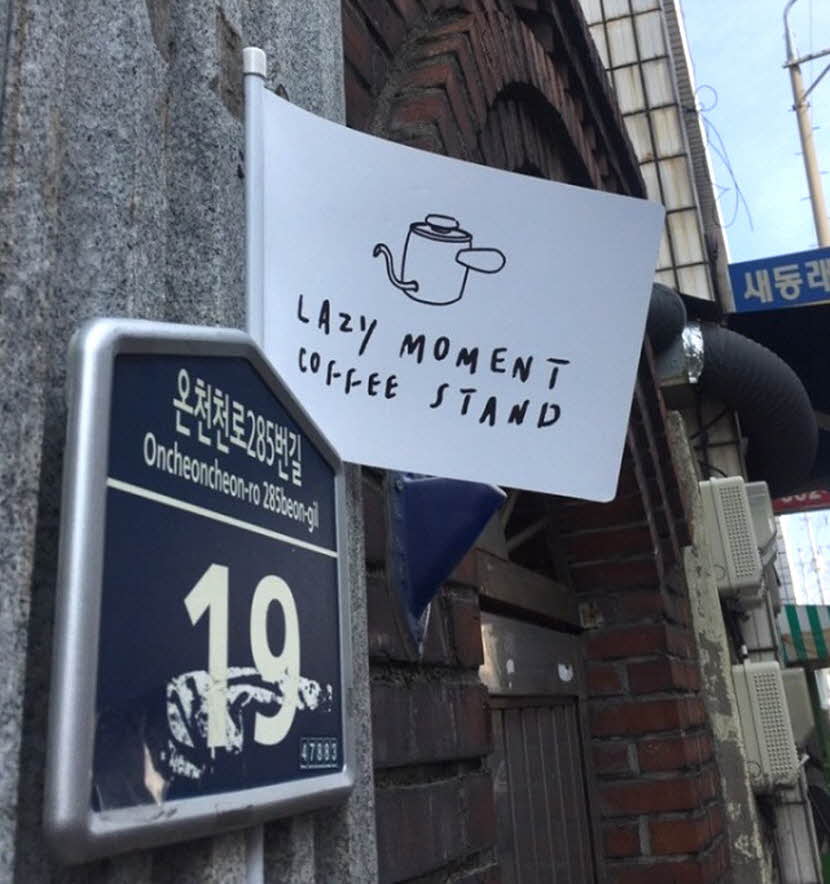 LAZY MOMENT
COFFEE STAND
온천천로285번길
Oncheoncheon-ro 285beon-gil
19
47883
새동래